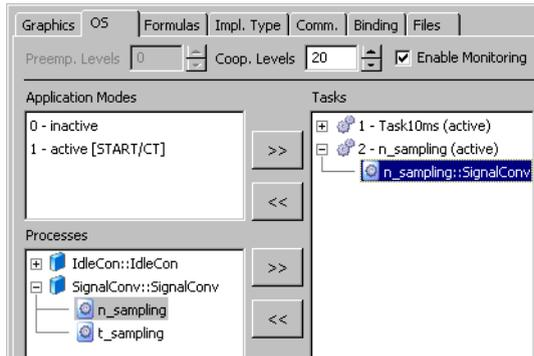 Graphics OS Formulas Impl. Type Comm. Binding Files
Preemp. Levels 0 Coop. Levels 20 Enable Monitoring
Application Modes
0 - inactive
1 - active [START/CT]
>>
<<
Processes
IdleCon::IdleCon
SignalConv::SignalConv
n_sampling
t_sampling
>>
<<
Tasks
1 - Task10ms (active)
2 - n_sampling (active)
n_sampling::SignalConv